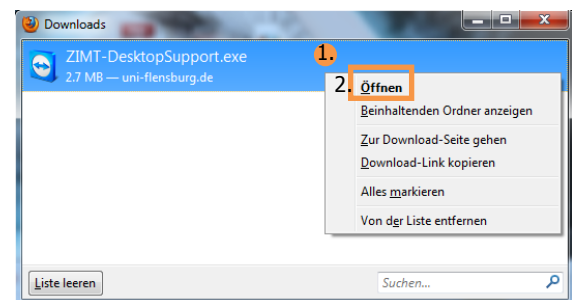 Downloads
ZIMT-DesktopSupport.exe
2.7 MB — uni-flensburg.de
1.
2. Öffnen
Beinhaltenden Ordner anzeigen
Zur Download-Seite gehen
Download-Link kopieren
Alles markieren
Von der Liste entfernen
Liste leeren
Suchen...